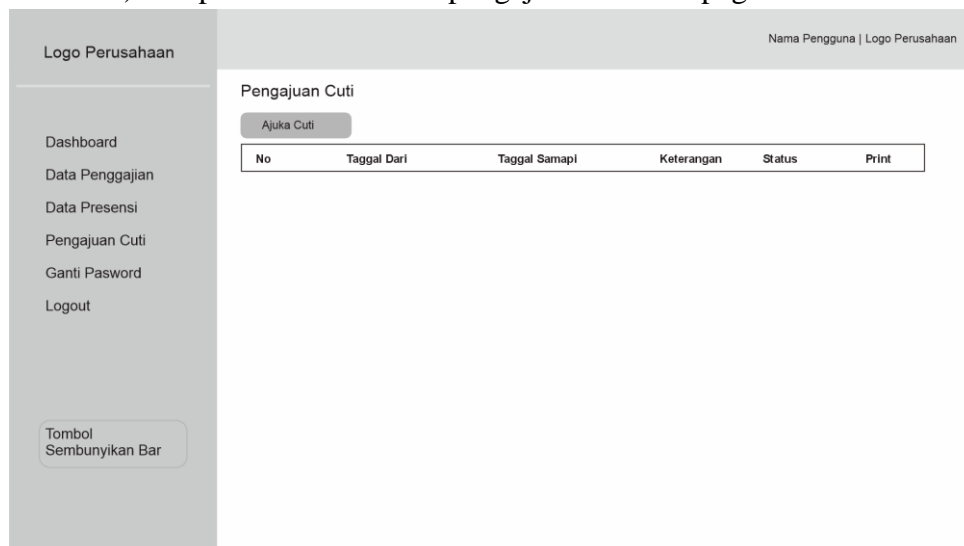 Logo Perusahaan
Nama Pengguna | Logo Perusahaan
Pengajuan Cuti
Ajuka Cuti
No Taggal Dari Taggal Samapi Keterangan Status Print
Dashboard
Data Penggajian
Data Presensi
Pengajuan Cuti
Ganti Pasword
Logout
Tombol
Sembunyikan Bar